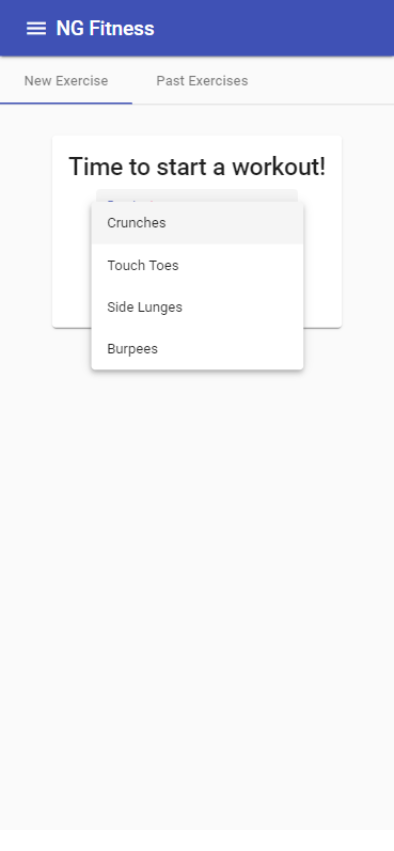 NG Fitness
New Exercise Past Exercises
Time to start a workout!
Crunches
Touch Toes
Side Lunges
Burpees